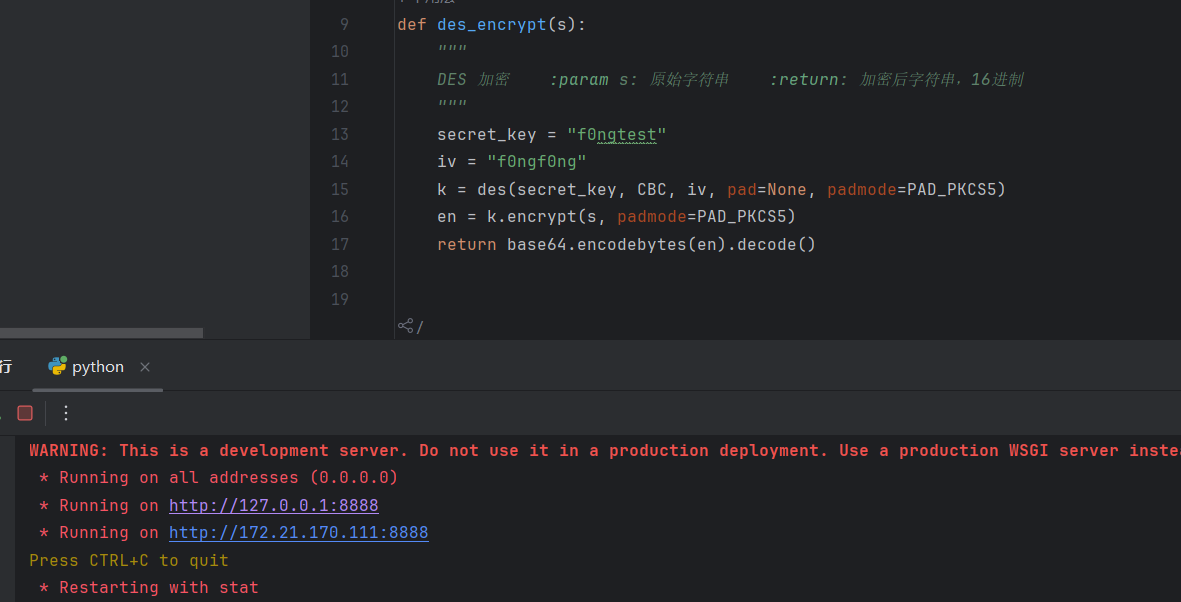 9 def des_encrypt(s):
10 """
11 DES 加密 :param s: 原始字符串 :return: 加密后字符串，16进制
12 """
13 secret_key = "f0ngtest"
14 iv = "f0ngf0ng"
15 k = des(secret_key, CBC, iv, pad=None, padmode=PAD_PKCS5)
16 en = k.encrypt(s, padmode=PAD_PKCS5)
17 return base64.encodebytes(en).decode()
18
19
/
行 python
WARNING: This is a development server. Do not use it in a production deployment. Use a production WSGI server
* Running on all addresses (0.0.0.0)
* Running on http://127.0.0.1:8888
* Running on http://172.21.170.111:8888
Press CTRL+C to quit
* Restarting with stat